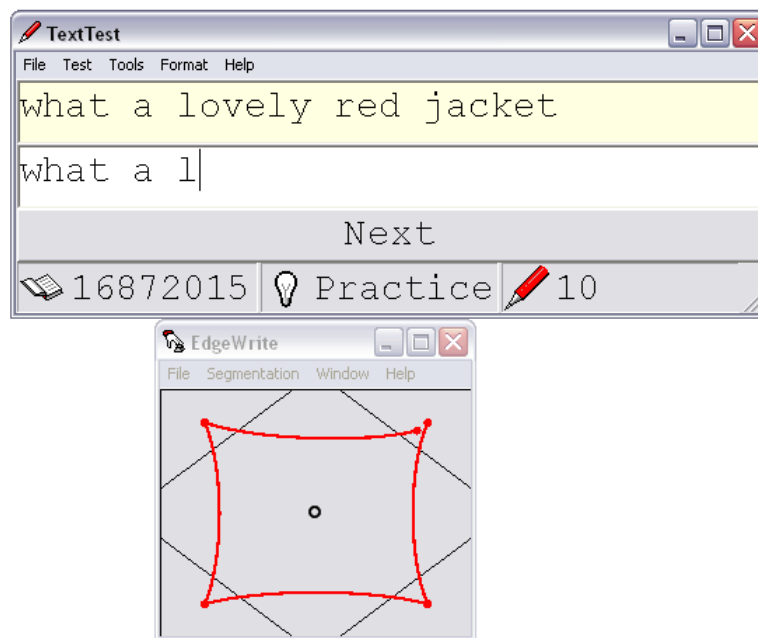 TextTest
File Test Tools Format Help
what a lovely red jacket
what a l
Next
16872015 Practice 10
EdgeWrite
File Segmentation Window Help